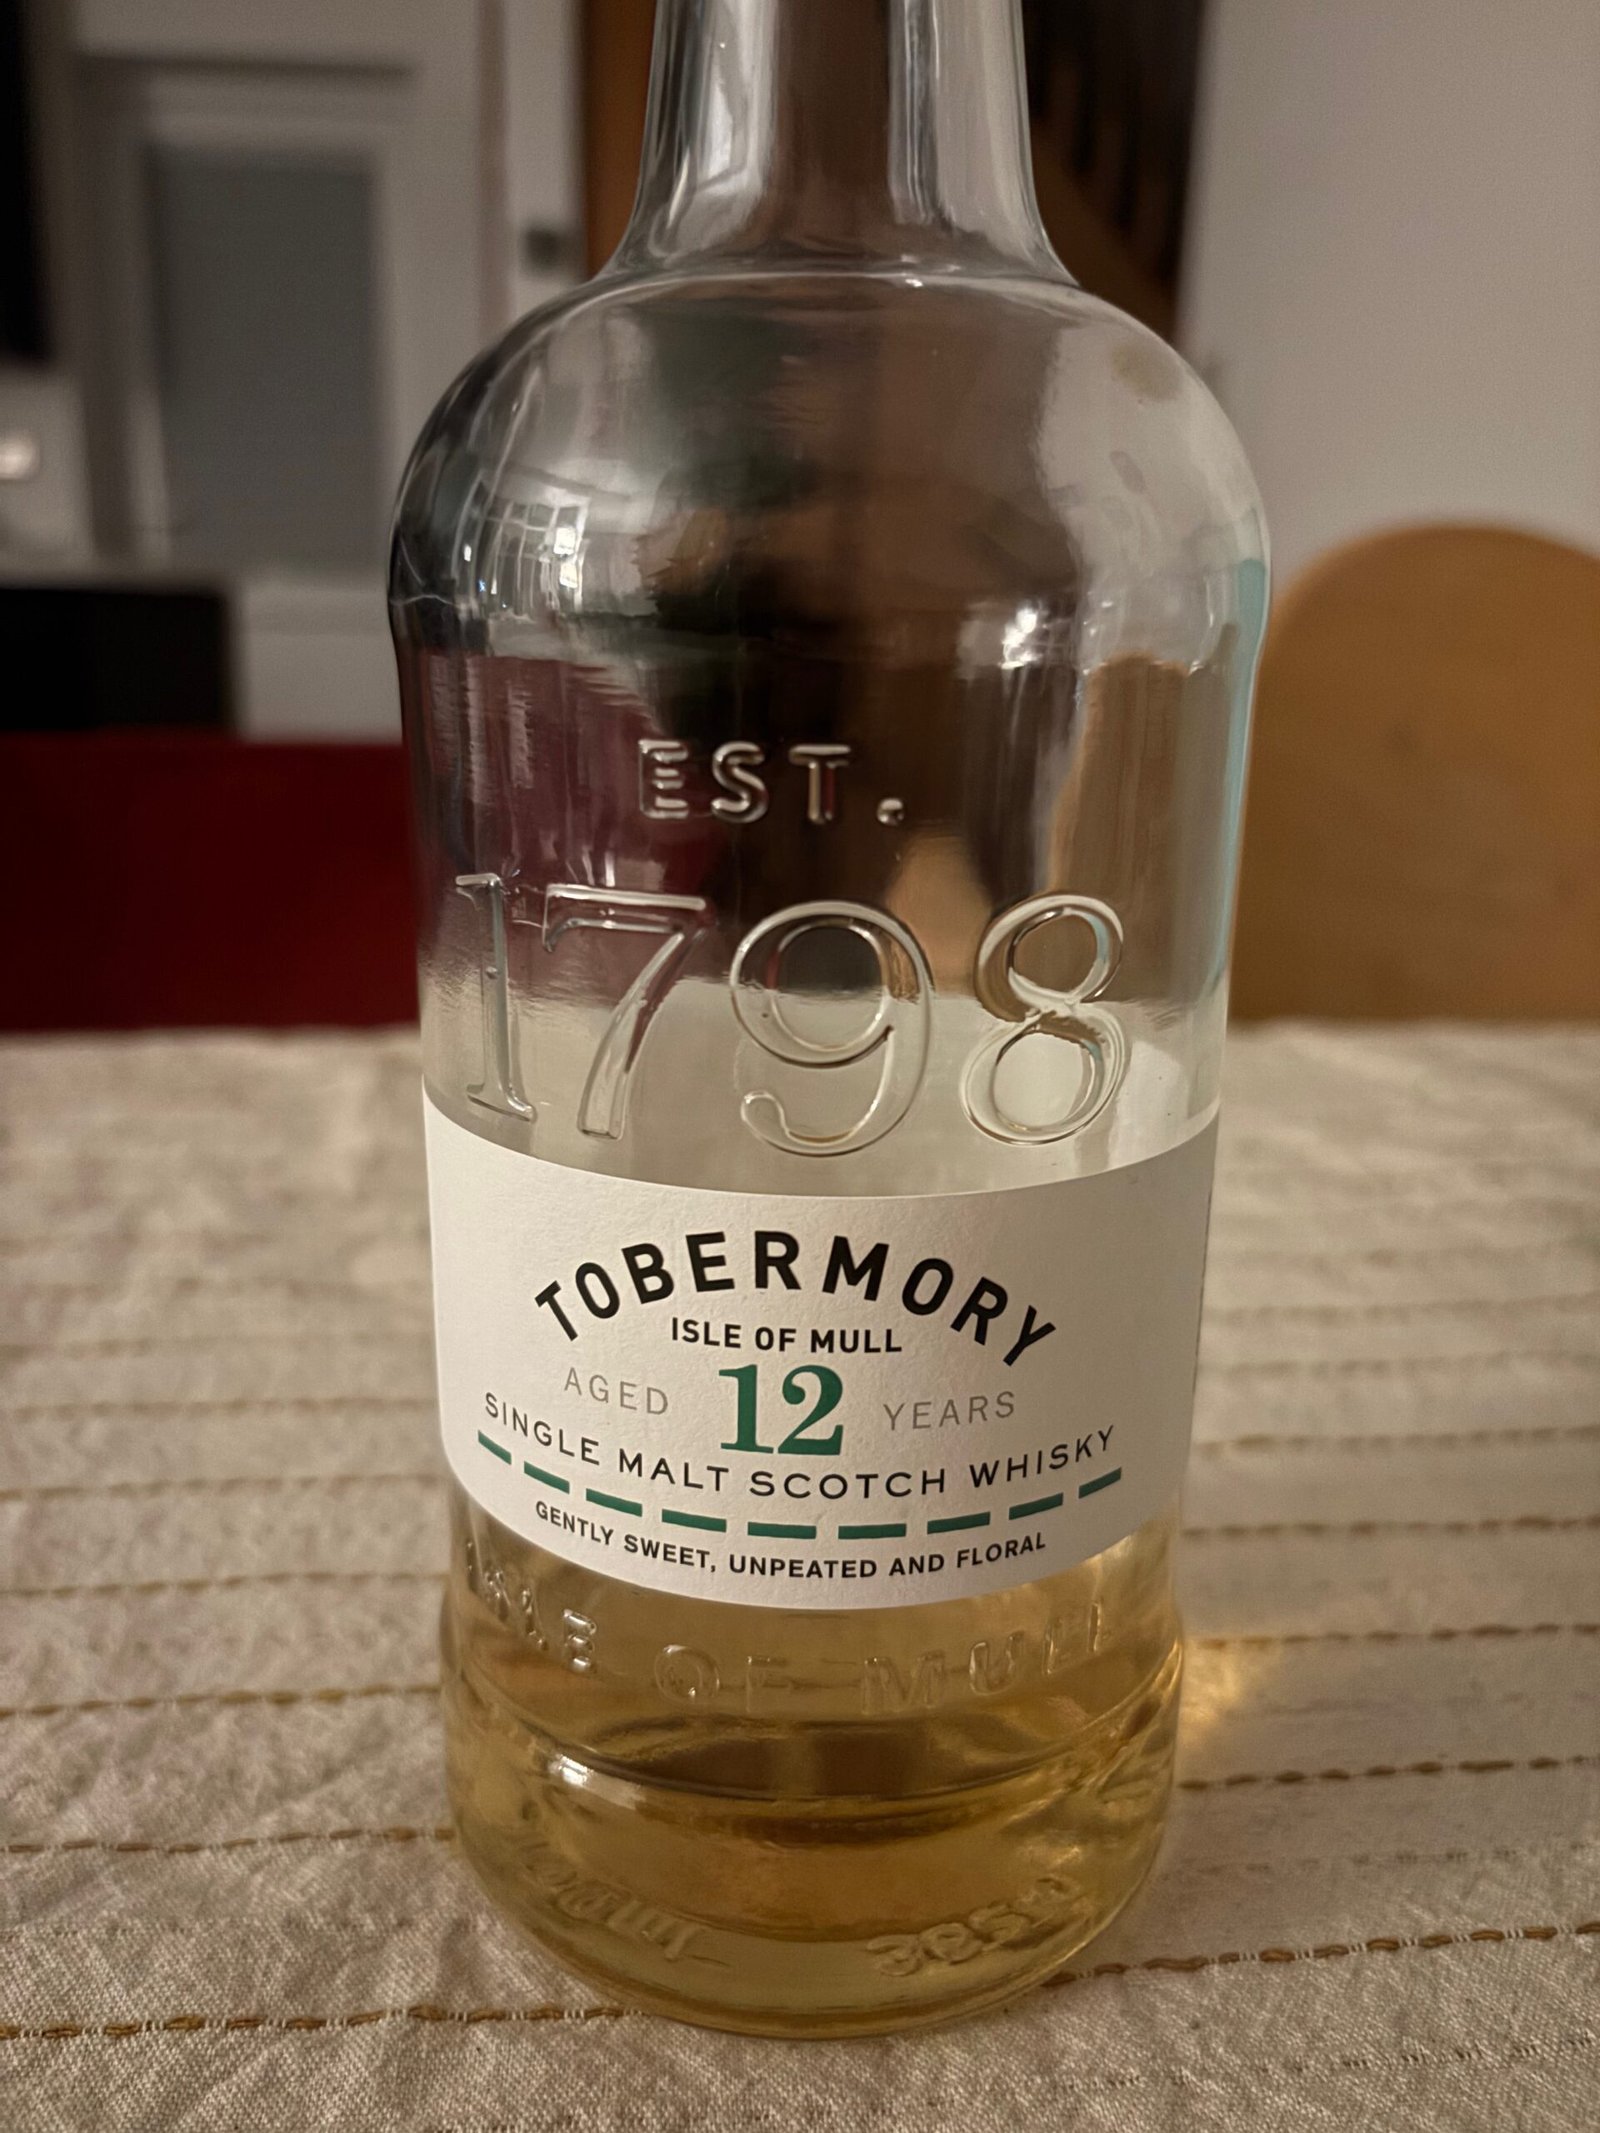 EST.
1798
TOBERMORY
ISLE OF MULL
AGED 12 YEARS
SINGLE MALT SCOTCH WHISKY
GENTLY SWEET, UNPEATED AND FLORAL
ISLE OF MULL